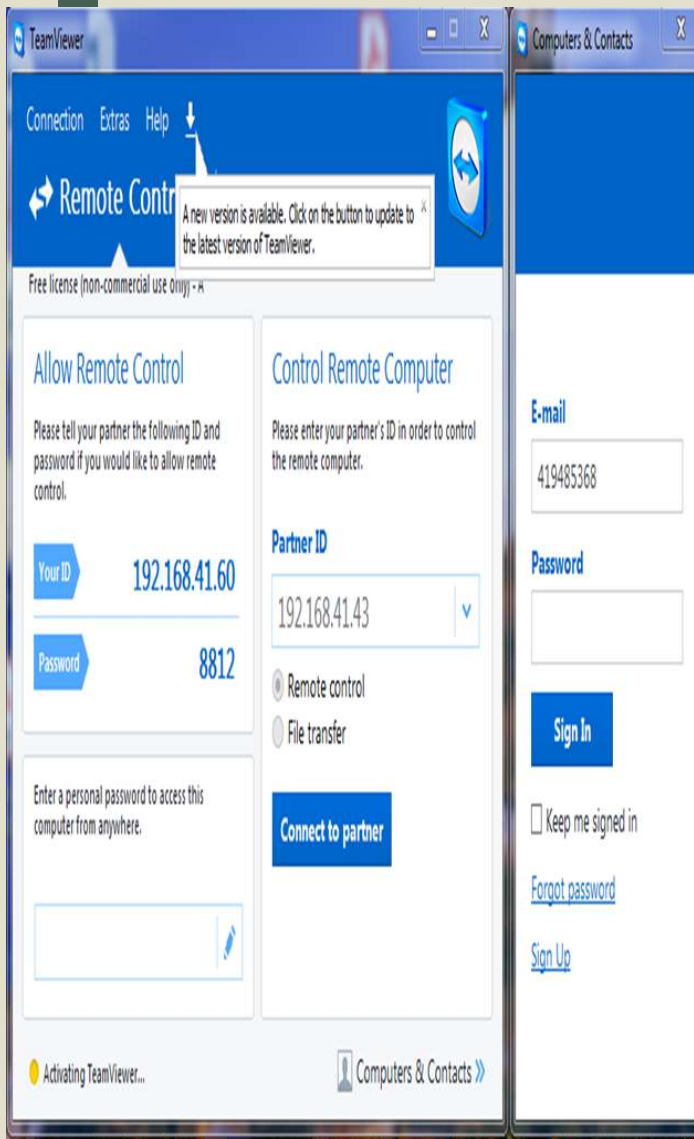 TeamViewer
Connection Extras Help
Remote Contr
A new version is available. Click on the button to update to
the latest version of TeamViewer.
Free license (non-commercial use only) - A
Allow Remote Control
Please tell your partner the following ID and
password if you would like to allow remote
control.
Your ID
192.168.41.60
Password
8812
Enter a personal password to access this
computer from anywhere.
Control Remote Computer
Please enter your partner's ID in order to control
the remote computer.
Partner ID
192.168.41.43
Remote control
File transfer
Connect to partner
Activating TeamViewer...
Computers & Contacts
Computers & Contacts
E-mail
419485368
Password
Sign In
Keep me signed in
Forgot password
Sign Up